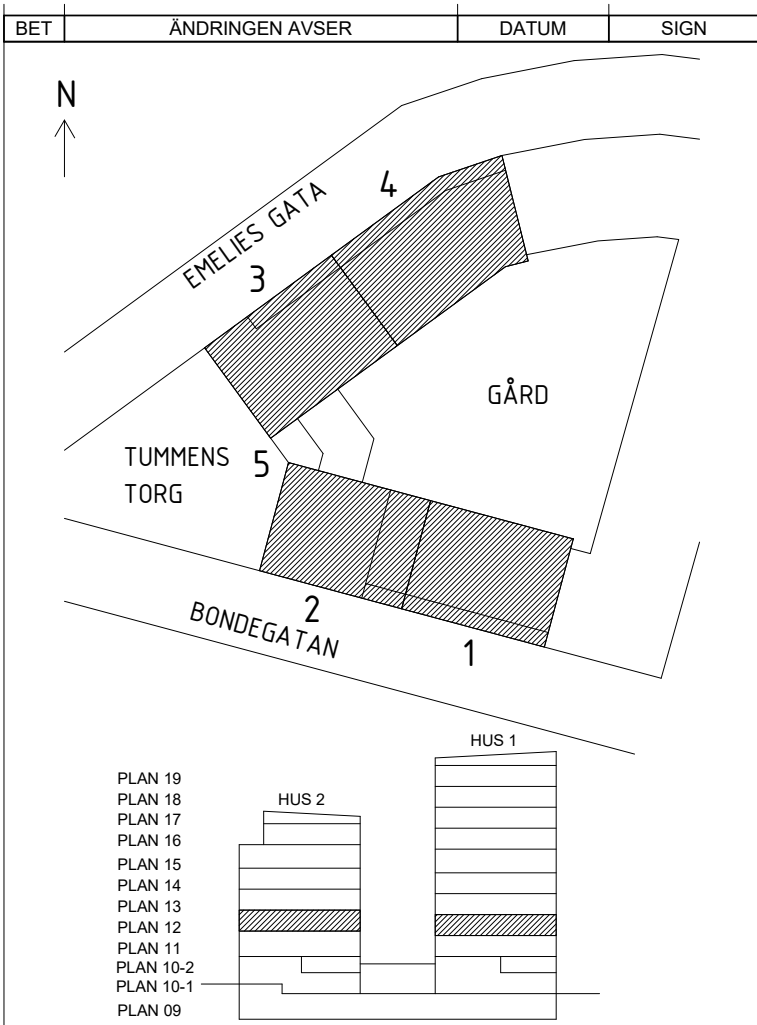 BET ÄNDRINGEN AVSER DATUM SIGN
N
4
EMELIES GATA
3
GÅRD
TUMMENS
TORG
5
2
BONDEGATAN
1
HUS 1
PLAN 19
PLAN 18
HUS 2
PLAN 17
PLAN 16
PLAN 15
PLAN 14
PLAN 13
PLAN 12
PLAN 11
PLAN 10-2
PLAN 10-1
PLAN 09